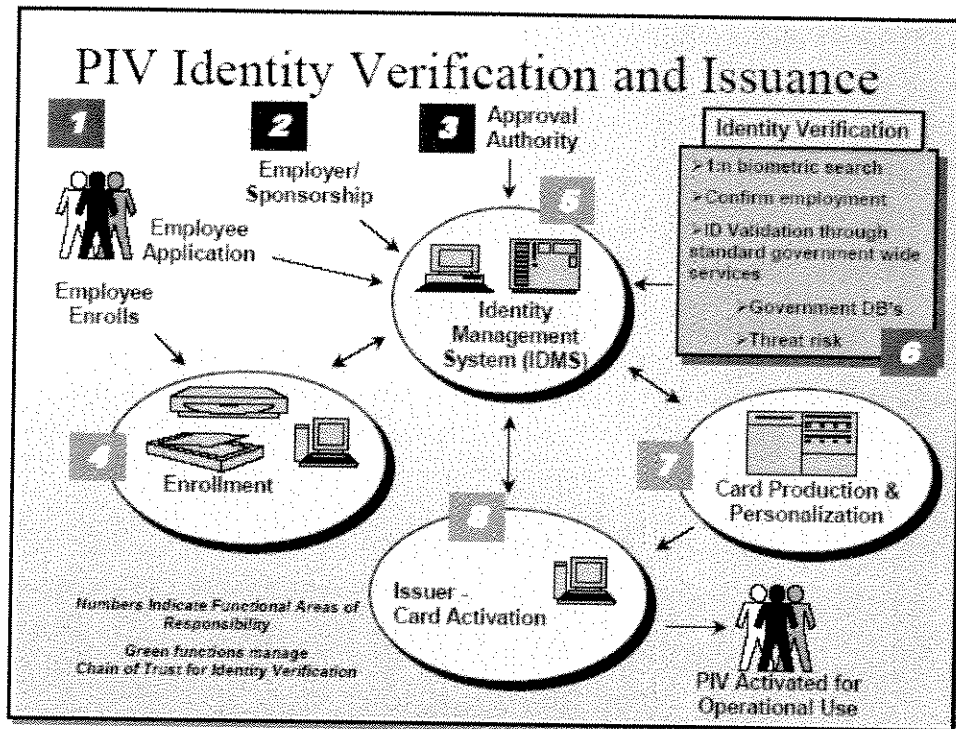 PIV Identity Verification and Issuance
1
2
3
Approval
Authority
Employer/
Sponsorship
Employee
Application
Employee
Enrolls
Identity Verification
➢1:n biometric search
➢Confirm employment
➢ID Validation through
standard government wide
services
➢Government DB's
➢Threat risk
6
5
Identity
Management
System (IDMS)
4
Enrollment
7
Card Production &
Personalization
8
Issuer -
Card Activation
Numbers Indicate Functional Areas of
Responsibility
Green functions manage
Chain of Trust for Identity Verification
PIV Activated for
Operational Use